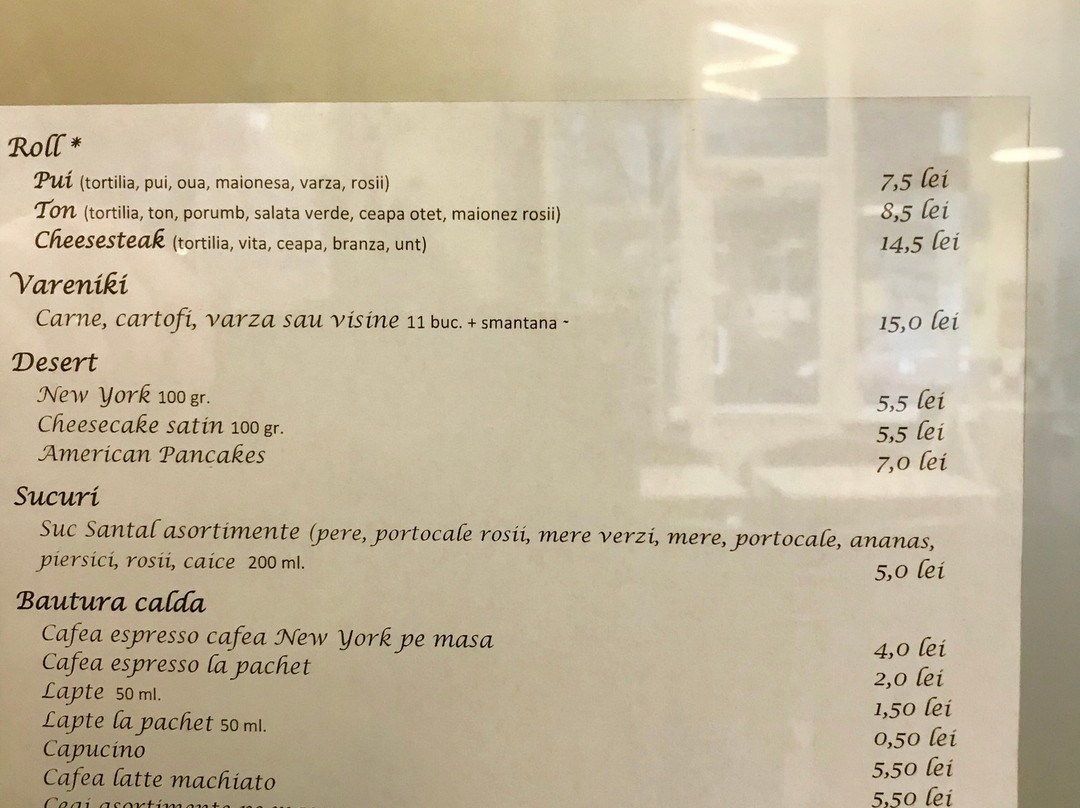 Roll *
Pui (tortilia, pui, oua, maionesa, varza, rosii) 7,5 lei
Ton (tortilia, ton, porumb, salata verde, ceapa otet, maionez rosii) 8,5 lei
Cheesesteak (tortilia, vita, ceapa, branza, unt) 14,5 lei
Vareniki
Carne, cartofi, varza sau visine 11 buc. + smantana ~ 15,0 lei
Desert
New York 100 gr. 5,5 lei
Cheesecake satin 100 gr. 5,5 lei
American Pancakes 7,0 lei
Sucuri
Suc Santal asortimente (pere, portocale rosii, mere verzi, mere, portocale, ananas,
piersici, rosii, caice 200 ml. 5,0 lei
Bautura calda
Cafea espresso cafea New York pe masa 4,0 lei
Cafea espresso la pachet 2,0 lei
Lapte 50 ml. 1,50 lei
Lapte la pachet 50 ml. 0,50 lei
Capucino 5,50 lei
Cafea latte machiato 5,50 lei